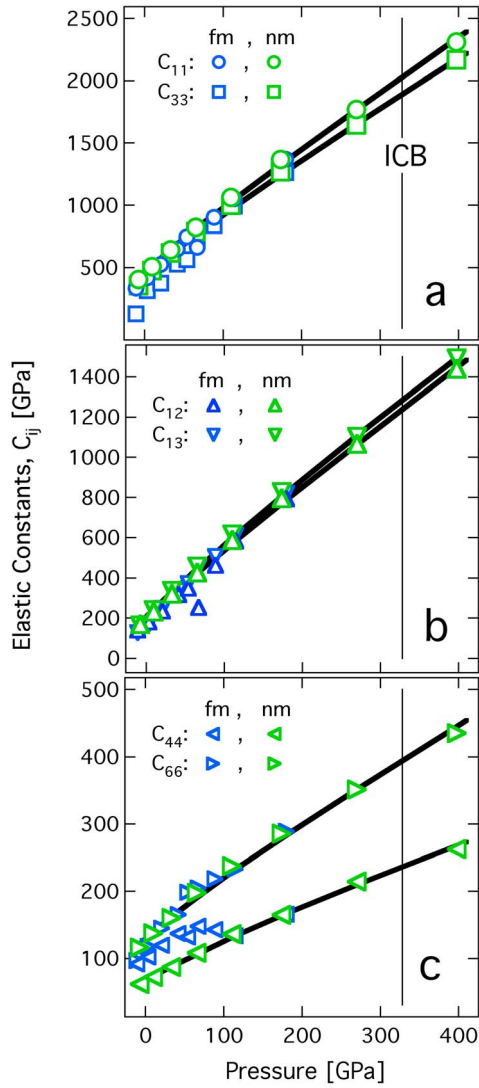 2500
2000
1500
1000
500
fm , nm
C11: ,
C33: ,
ICB
a
Elastic Constants, Cij [GPa]
1400
1200
1000
800
600
400
200
0
fm , nm
C12: ,
C13: ,
b
500
400
300
200
100
fm , nm
C44: ,
C66: ,
c
0 100 200 300 400
Pressure [GPa]